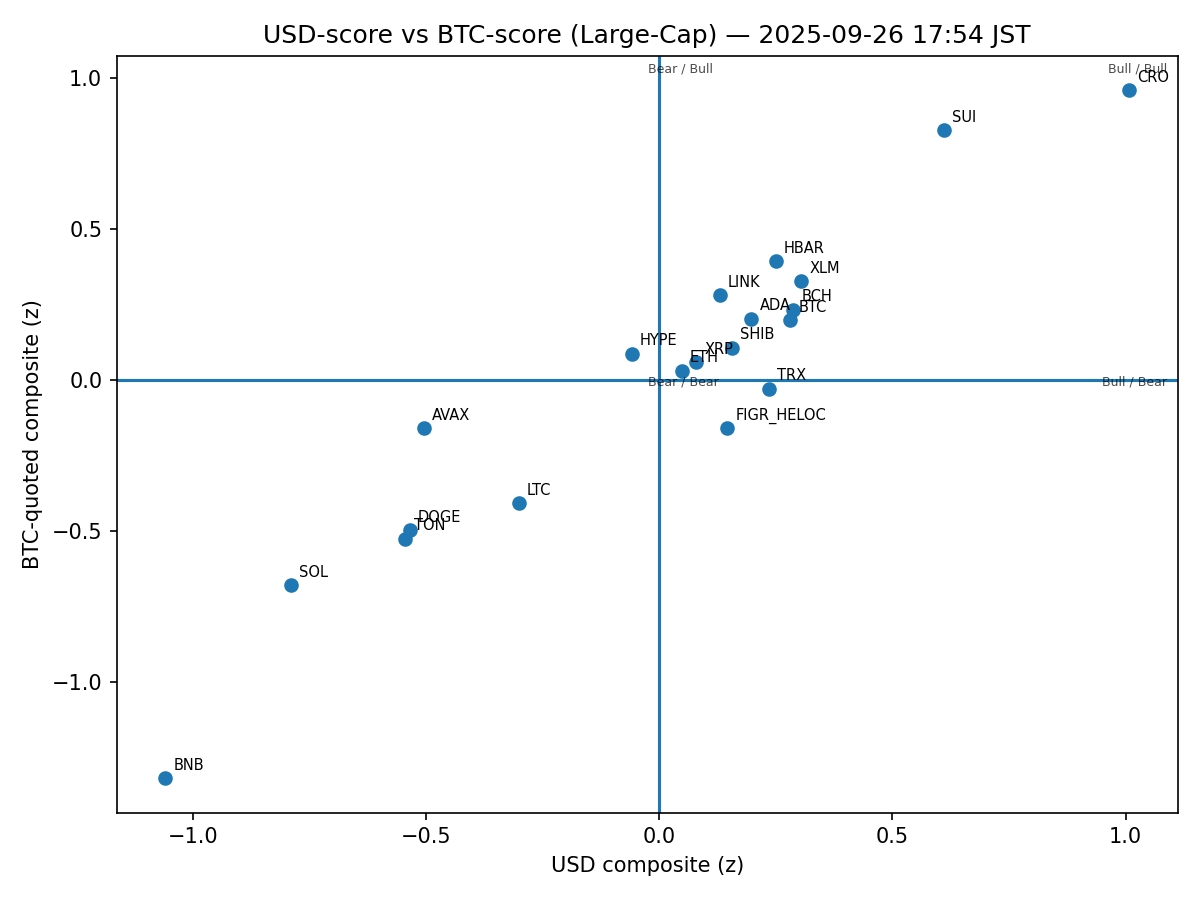 USD-score vs BTC-score (Large-Cap) — 2025-09-26 17:54 JST
Bear / Bull
Bull / Bull
CRO
1.0
SUI
0.5
HBAR
XLM
LINK
BCH
ADA
BTC
SHIB
HYPE
XRP
ETH
TRX
0.0
Bear / Bear
Bull / Bear
AVAX
FIGR_HELOC
LTC
DOGE
TON
−0.5
SOL
−1.0
BNB
BTC-quoted composite (z)
−1.0
−0.5
0.0
0.5
1.0
USD composite (z)